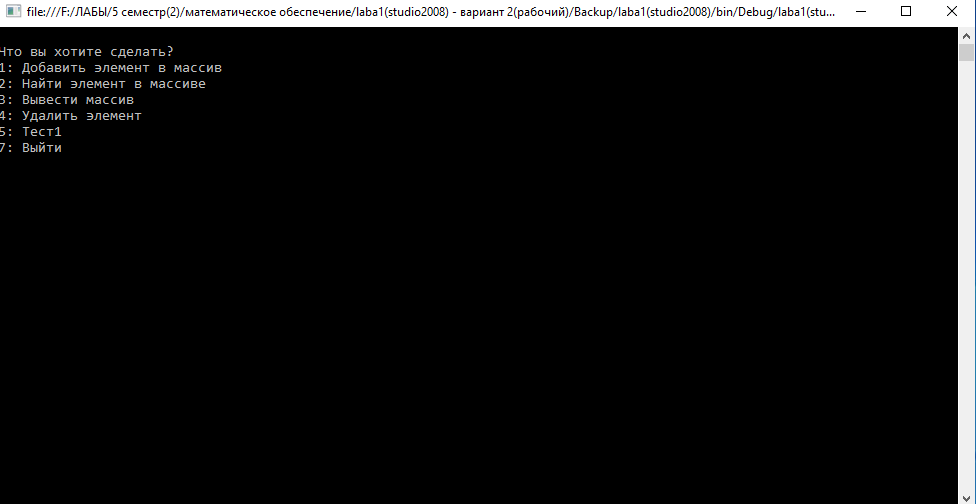 file:///F:/ЛАБЫ/5 семестр(2)/математическое обеспечение/laba1(studio2008) - вариант 2(рабочий)/Backup/laba1(studio2008)/bin/Debug/laba1(stu...
Что вы хотите сделать?
1: Добавить элемент в массив
2: Найти элемент в массиве
3: Вывести массив
4: Удалить элемент
5: Тест1
7: Выйти